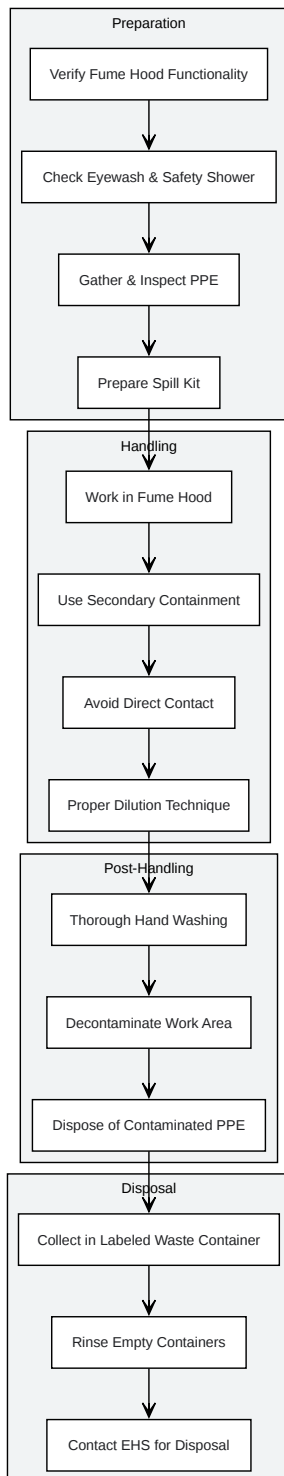 Preparation
Verify Fume Hood Functionality
Check Eyewash & Safety Shower
Gather & Inspect PPE
Prepare Spill Kit
Handling
Work in Fume Hood
Use Secondary Containment
Avoid Direct Contact
Proper Dilution Technique
Post-Handling
Thorough Hand Washing
Decontaminate Work Area
Dispose of Contaminated PPE
Disposal
Collect in Labeled Waste Container
Rinse Empty Containers
Contact EHS for Disposal